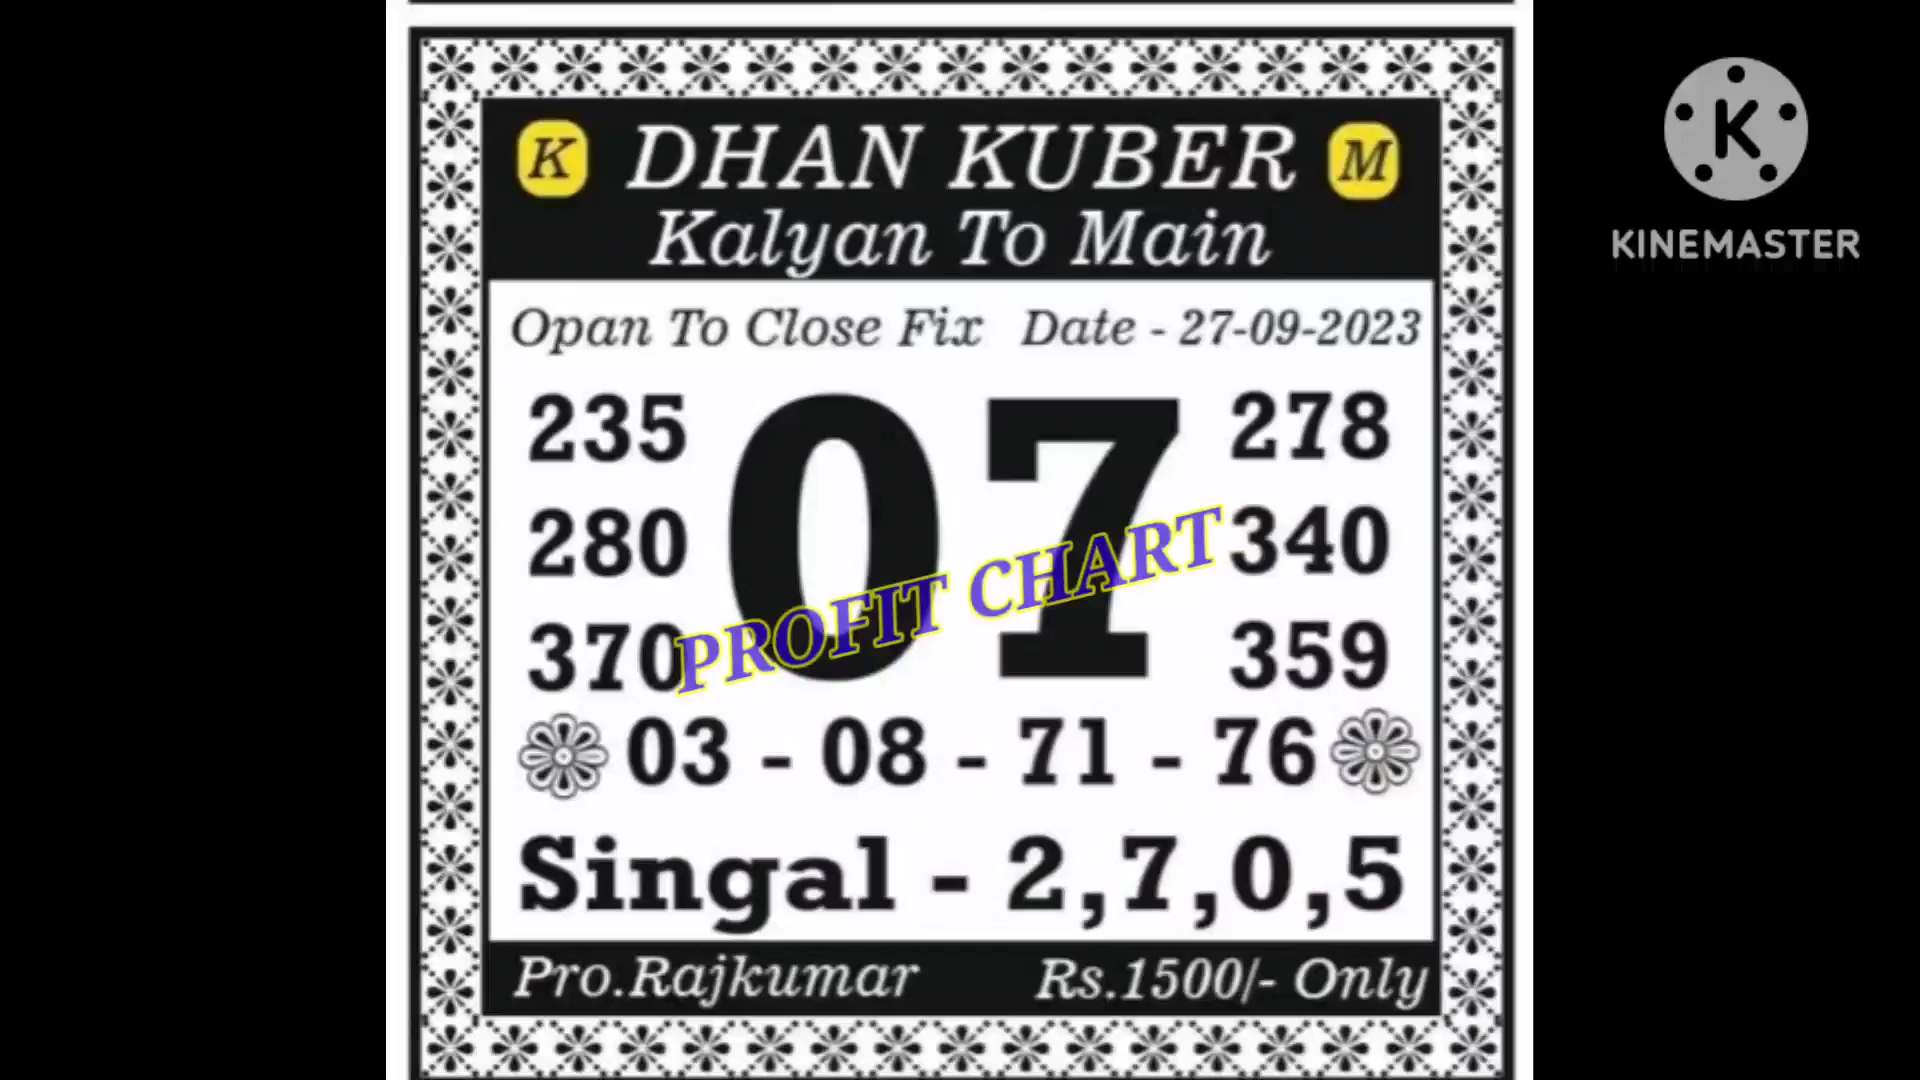 K DHAN KUBER M
Kalyan To Main
Opan To Close Fix Date - 27-09-2023
235 07 278
280 340
370 359
PROFIT CHART
03 - 08 - 71 - 76
Singal - 2,7,0,5
Pro.Rajkumar Rs.1500/- Only
K
KINEMASTER